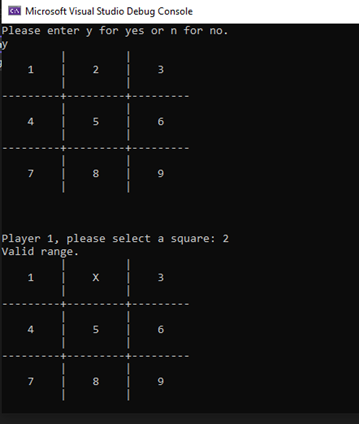 Microsoft Visual Studio Debug Console
Please enter y for yes or n for no.
y
1 | 2 | 3
4 | 5 | 6
7 | 8 | 9
Player 1, please select a square: 2
Valid range.
1 | X | 3
4 | 5 | 6
7 | 8 | 9